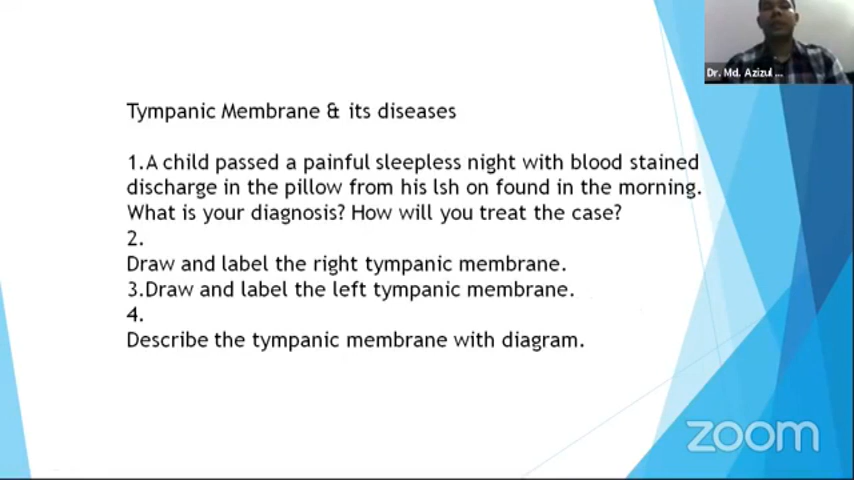 Dr. Md. Azizul ...
Tympanic Membrane & its diseases
1.A child passed a painful sleepless night with blood stained
discharge in the pillow from his lsh on found in the morning.
What is your diagnosis? How will you treat the case?
2.
Draw and label the right tympanic membrane.
3.Draw and label the left tympanic membrane.
4.
Describe the tympanic membrane with diagram.
zoom